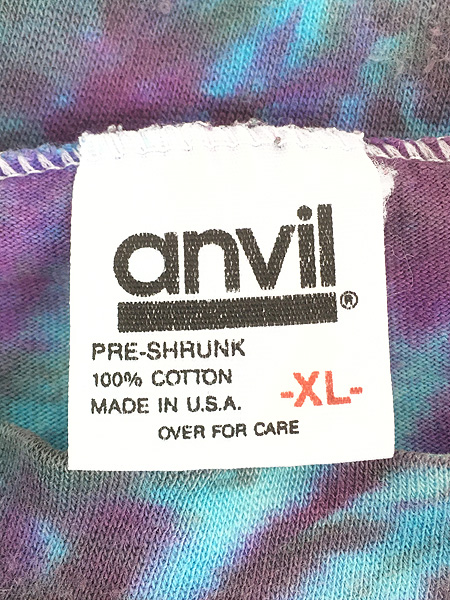 anvil®
PRE-SHRUNK
100% COTTON
MADE IN U.S.A. -XL-
OVER FOR CARE